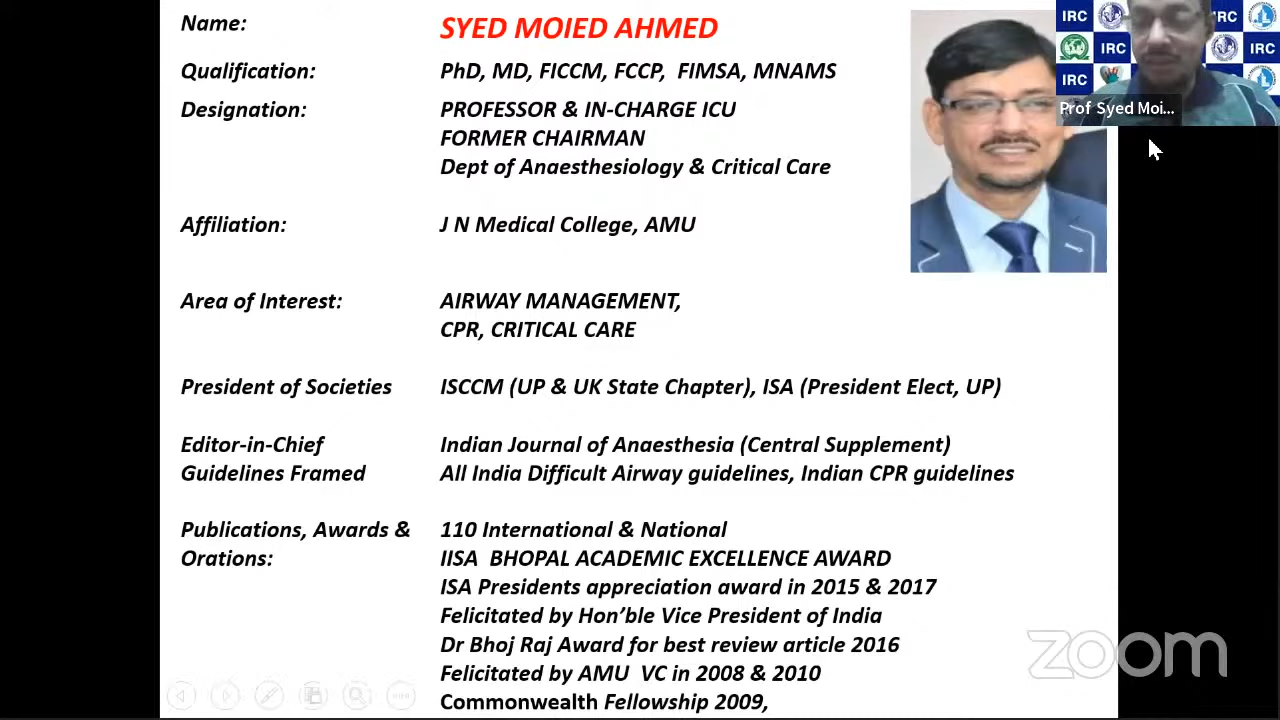 Name: SYED MOIED AHMED
Qualification: PhD, MD, FICCM, FCCP, FIMSA, MNAMS
Designation: PROFESSOR & IN-CHARGE ICU
FORMER CHAIRMAN
Dept of Anaesthesiology & Critical Care
Affiliation: J N Medical College, AMU
Area of Interest: AIRWAY MANAGEMENT,
CPR, CRITICAL CARE
President of Societies ISCCM (UP & UK State Chapter), ISA (President Elect, UP)
Editor-in-Chief Indian Journal of Anaesthesia (Central Supplement)
Guidelines Framed All India Difficult Airway guidelines, Indian CPR guidelines
Publications, Awards & 110 International & National
Orations: IISA BHOPAL ACADEMIC EXCELLENCE AWARD
ISA Presidents appreciation award in 2015 & 2017
Felicitated by Hon’ble Vice President of India
Dr Bhoj Raj Award for best review article 2016
Felicitated by AMU VC in 2008 & 2010
Commonwealth Fellowship 2009,
IRC IRC
IRC IRC
IRC
Prof Syed Moi...
zoom